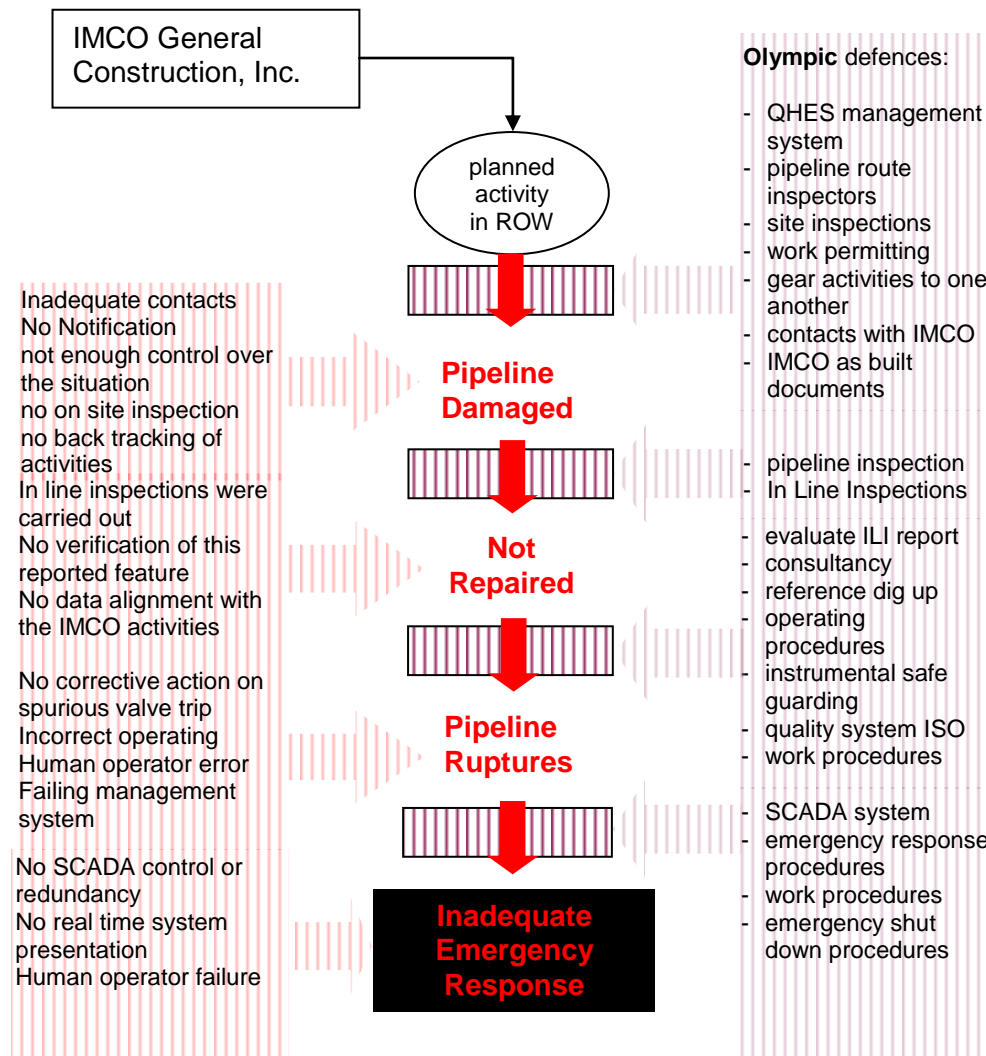 IMCO General
Construction, Inc.
planned
activity
in ROW
Olympic defences:
- QHES management
system
- pipeline route
inspectors
- site inspections
- work permitting
- gear activities to one
another
- contacts with IMCO
- IMCO as built
documents
Inadequate contacts
No Notification
not enough control over
the situation
no on site inspection
no back tracking of
activities
Pipeline
Damaged
- pipeline inspection
- In Line Inspections
In line inspections were
carried out
No verification of this
reported feature
No data alignment with
the IMCO activities
Not
Repaired
- evaluate ILI report
- consultancy
- reference dig up
- operating
procedures
- instrumental safe
guarding
- quality system ISO
- work procedures
No corrective action on
spurious valve trip
Incorrect operating
Human operator error
Failing management
system
Pipeline
Ruptures
- SCADA system
- emergency response
procedures
- work procedures
- emergency shut
down procedures
No SCADA control or
redundancy
No real time system
presentation
Human operator failure
Inadequate
Emergency
Response